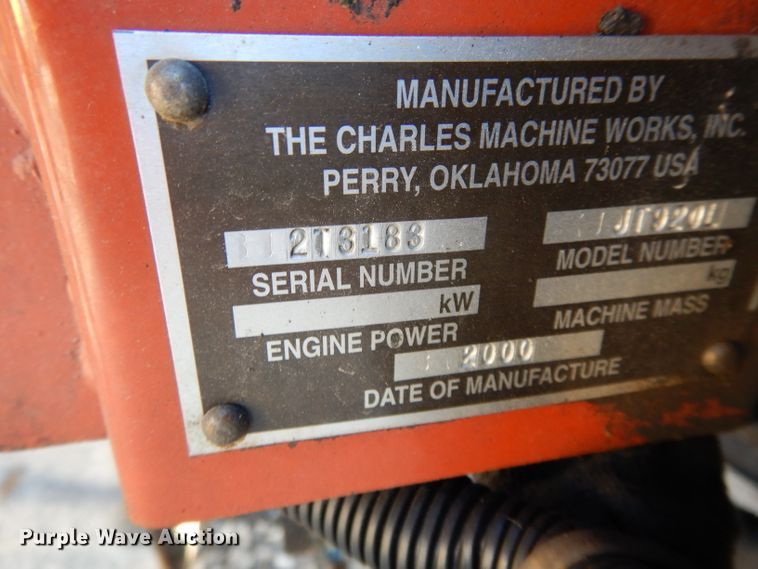 MANUFACTURED BY
THE CHARLES MACHINE WORKS, INC.
PERRY, OKLAHOMA 73077 USA
2T3183
SERIAL NUMBER
JT920L
MODEL NUMBER
kW
ENGINE POWER
kg
MACHINE MASS
2000
DATE OF MANUFACTURE
Purple Wave Auction